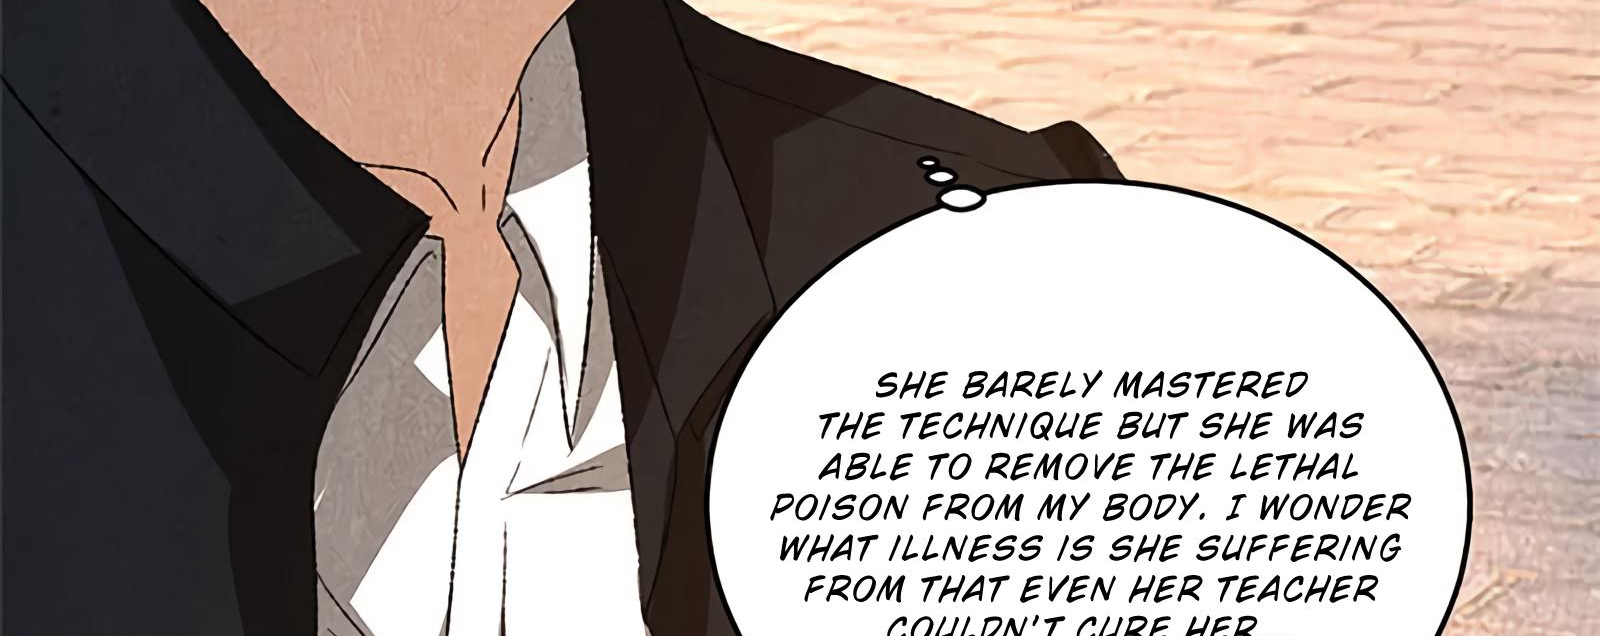 SHE BARELY MASTERED
THE TECHNIQUE BUT SHE WAS
ABLE TO REMOVE THE LETHAL
POISON FROM MY BODY. I WONDER
WHAT ILLNESS IS SHE SUFFERING
FROM THAT EVEN HER TEACHER
COULDN'T CURE HER...